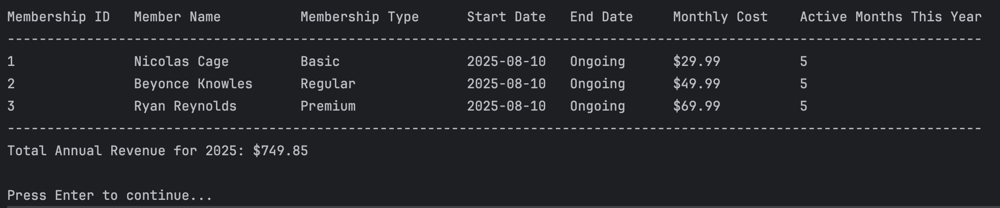 Membership ID   Member Name          Membership Type      Start Date   End Date     Monthly Cost    Active Months This Year
---------------------------------------------------------------------------------------------------------------------------
1               Nicolas Cage         Basic                2025-08-10   Ongoing      $29.99          5
2               Beyonce Knowles      Regular              2025-08-10   Ongoing      $49.99          5
3               Ryan Reynolds        Premium              2025-08-10   Ongoing      $69.99          5
---------------------------------------------------------------------------------------------------------------------------
Total Annual Revenue for 2025: $749.85
Press Enter to continue...